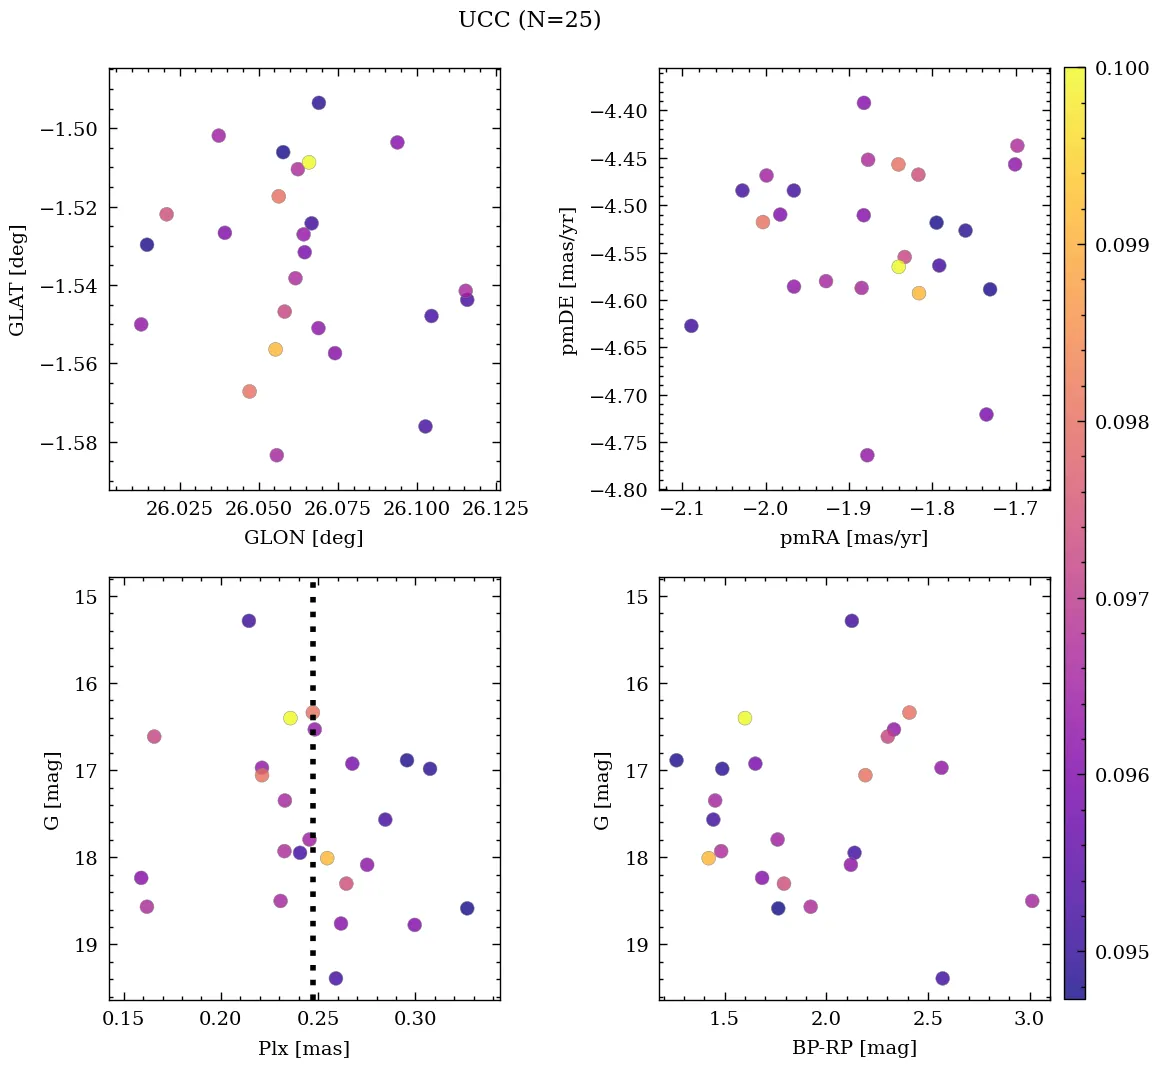 UCC (N=25)
−1.50
−1.52
−1.54
−1.56
−1.58
GLAT [deg]
26.025 26.050 26.075 26.100 26.125
GLON [deg]
−4.40
−4.45
−4.50
−4.55
−4.60
−4.65
−4.70
−4.75
−4.80
pmDE [mas/yr]
−2.1 −2.0 −1.9 −1.8 −1.7
pmRA [mas/yr]
0.100
0.099
0.098
0.097
0.096
0.095
15
16
17
18
19
G [mag]
0.15 0.20 0.25 0.30
Plx [mas]
15
16
17
18
19
G [mag]
1.5 2.0 2.5 3.0
BP-RP [mag]